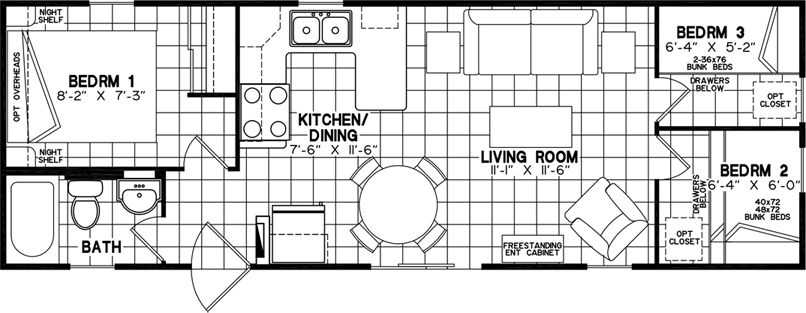 NIGHT
SHELF
OPT OVERHEADS
BEDRM 1
8'-2" X 7'-3"
NIGHT
SHELF
BATH
KITCHEN/
DINING
7'-6" X 11'-6"
LIVING ROOM
11'-1" X 11'-6"
FREESTANDING
ENT CABINET
BEDRM 3
6'-4" X 5'-2"
2-36x76
BUNK BEDS
DRAWERS
BELOW
OPT
CLOSET
BEDRM 2
6'-4" X 6'-0"
DRAWERS
BELOW
40x72
48x72
BUNK BEDS
OPT
CLOSET